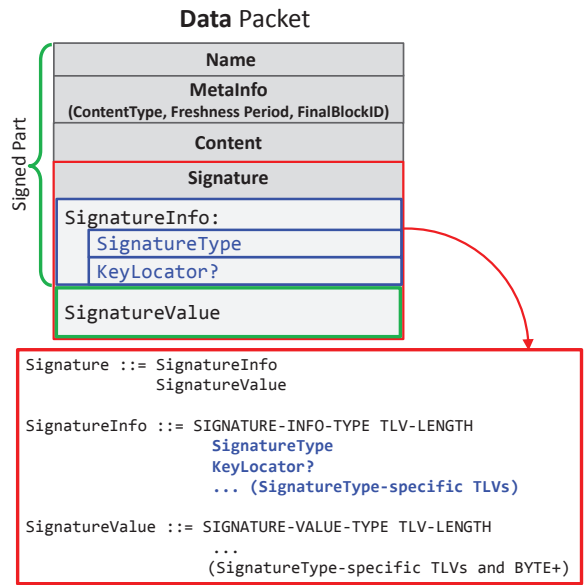 Data Packet
Name
MetaInfo
(ContentType, Freshness Period, FinalBlockID)
Content
Signature
Signed Part
SignatureInfo:
SignatureType
KeyLocator?
SignatureValue
Signature ::= SignatureInfo
SignatureValue
SignatureInfo ::= SIGNATURE-INFO-TYPE TLV-LENGTH
SignatureType
KeyLocator?
... (SignatureType-specific TLVs)
SignatureValue ::= SIGNATURE-VALUE-TYPE TLV-LENGTH
...
(SignatureType-specific TLVs and BYTE+)